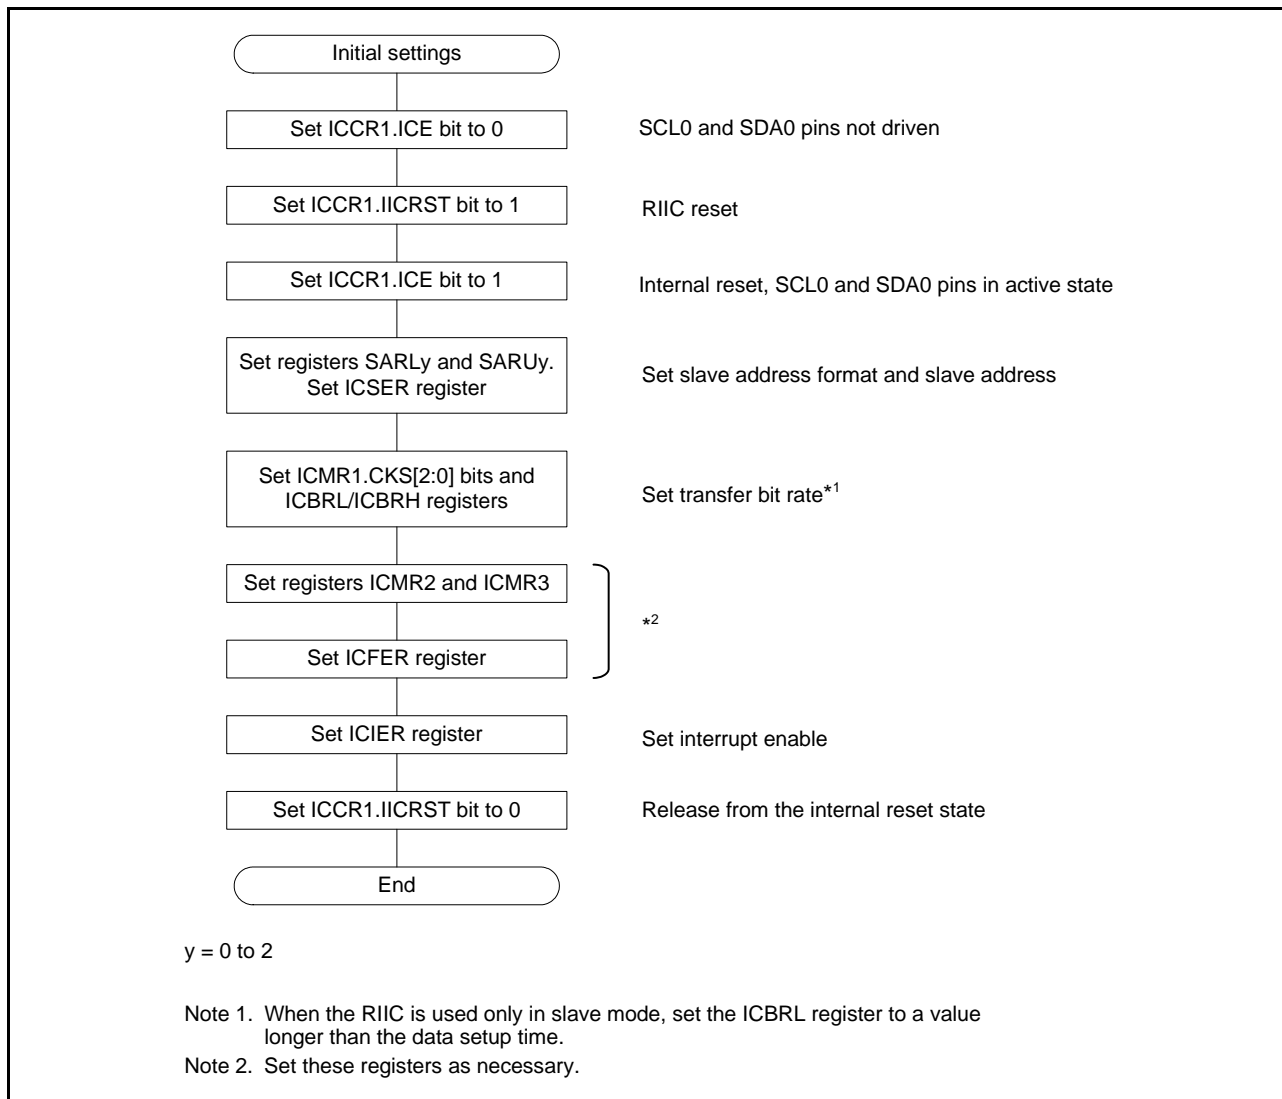 Initial settings
Set ICCR1.ICE bit to 0
SCL0 and SDA0 pins not driven
Set ICCR1.IICRST bit to 1
RIIC reset
Set ICCR1.ICE bit to 1
Internal reset, SCL0 and SDA0 pins in active state
Set registers SARLy and SARUy.
Set ICSER register
Set slave address format and slave address
Set ICMR1.CKS[2:0] bits and
ICBRL/ICBRH registers
Set transfer bit rate*1
Set registers ICMR2 and ICMR3
*2
Set ICFER register
Set ICIER register
Set interrupt enable
Set ICCR1.IICRST bit to 0
Release from the internal reset state
End
y = 0 to 2
Note 1. When the RIIC is used only in slave mode, set the ICBRL register to a value
longer than the data setup time.
Note 2. Set these registers as necessary.